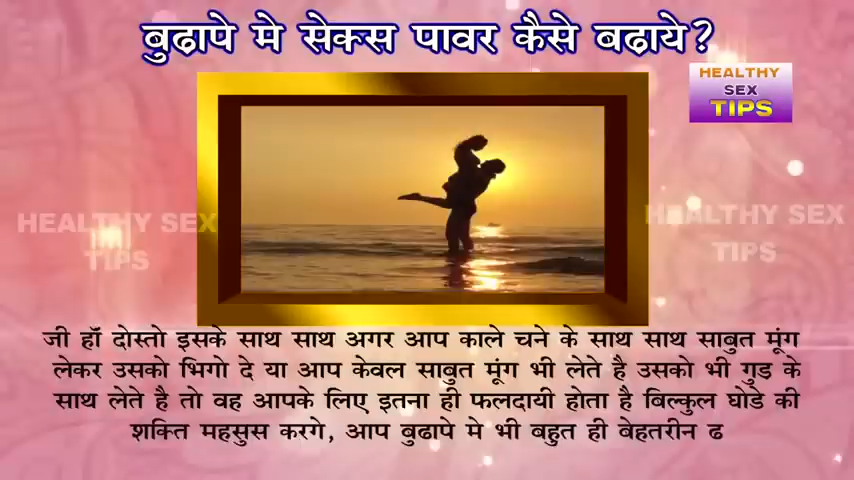 बुढापे मे सेक्स पावर कैसे बढाये?
HEALTHY
SEX
TIPS
HEALTHY SEX
TIPS
HEALTHY SEX
TIPS
जी हाँ दोस्तो इसके साथ साथ अगर आप काले चने के साथ साथ साबुत मूंग
लेकर उसको भिगो दे या आप केवल साबुत मूंग भी लेते है उसको भी गुड के
साथ लेते है तो वह आपके लिए इतना ही फलदायी होता है बिल्कुल घोडे की
शक्ति महसुस करगे, आप बुढापे मे भी बहुत ही बेहतरीन ढ